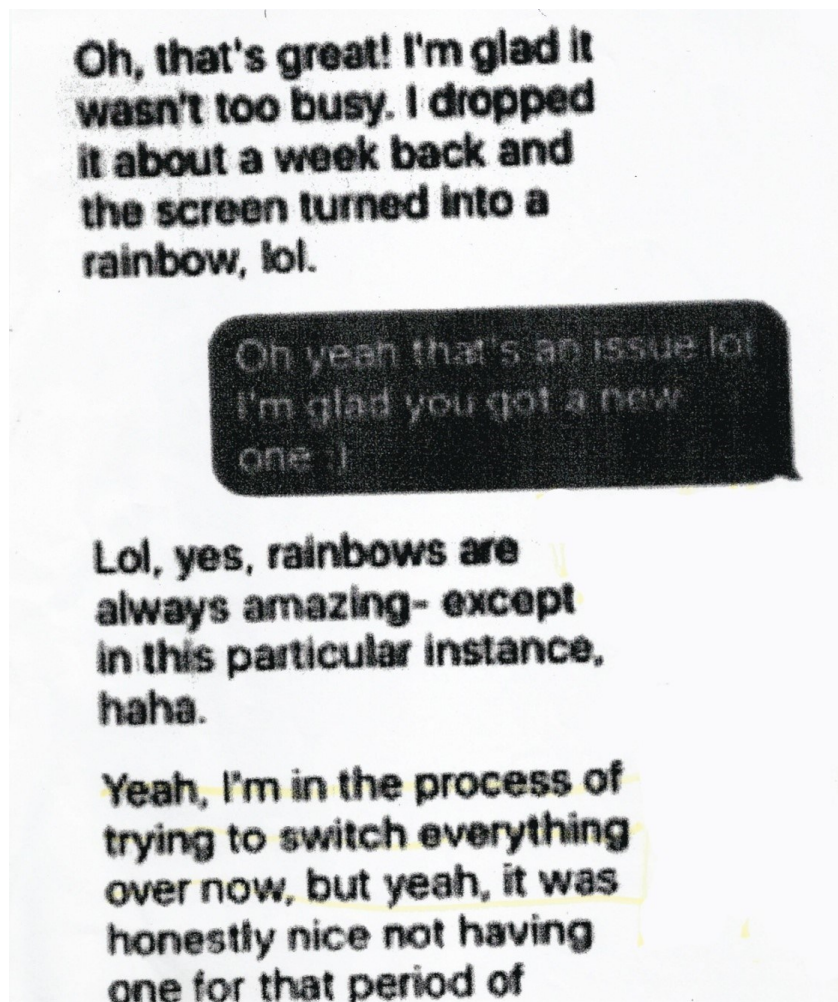 Oh, that's great! I'm glad it
wasn't too busy. I dropped
it about a week back and
the screen turned into a
rainbow, lol.
Oh yeah that's an issue lol
I'm glad you got a new
one :)
Lol, yes, rainbows are
always amazing- except
in this particular instance,
haha.
Yeah, I'm in the process of
trying to switch everything
over now, but yeah, it was
honestly nice not having
one for that period of